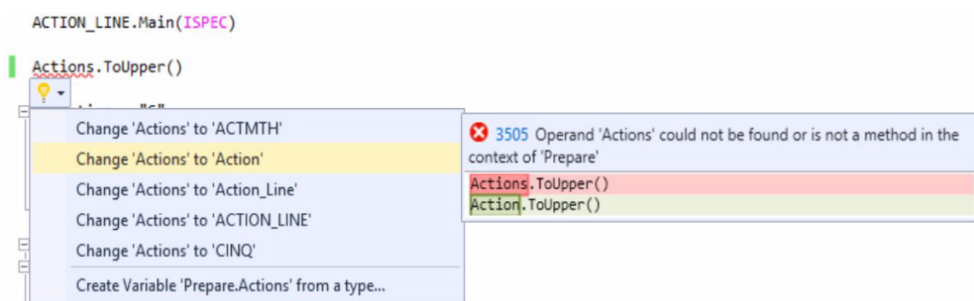 ACTION_LINE.Main(ISPEC)
Actions.ToUpper()
Change 'Actions' to 'ACTMTH'
Change 'Actions' to 'Action'
Change 'Actions' to 'Action_Line'
Change 'Actions' to 'ACTION_LINE'
Change 'Actions' to 'CINQ'
Create Variable 'Prepare.Actions' from a type...
3505 Operand 'Actions' could not be found or is not a method in the
context of 'Prepare'
Actions.ToUpper()
Action.ToUpper()